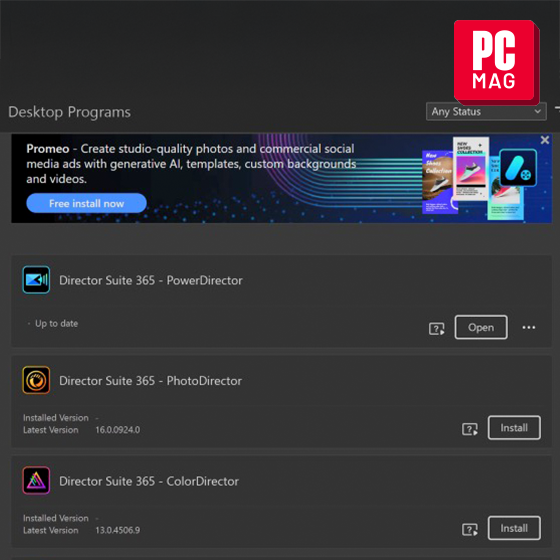 PC
MAG
Desktop Programs
Any Status
Promeo - Create studio-quality photos and commercial social
media ads with generative AI, templates, custom backgrounds
and videos.
Free install now
New
Shoes
Collection
NEW
SHOES
COLLECTION
Director Suite 365 - PowerDirector
· Up to date
Open
Director Suite 365 - PhotoDirector
Installed Version -
Latest Version 16.0.0924.0
Install
Director Suite 365 - ColorDirector
Installed Version -
Latest Version 13.0.4506.9
Install